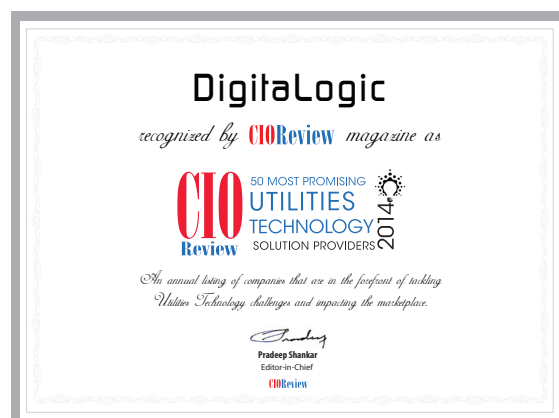 DigitaLogic
recognized by CIOReview magazine as
CIO Review
50 MOST PROMISING
UTILITIES
TECHNOLOGY
SOLUTION PROVIDERS
2014
An annual listing of companies that are in the forefront of tackling
Utilities Technology challenges and impacting the marketplace.
Pradeep
Pradeep Shankar
Editor-in-Chief
CIOReview